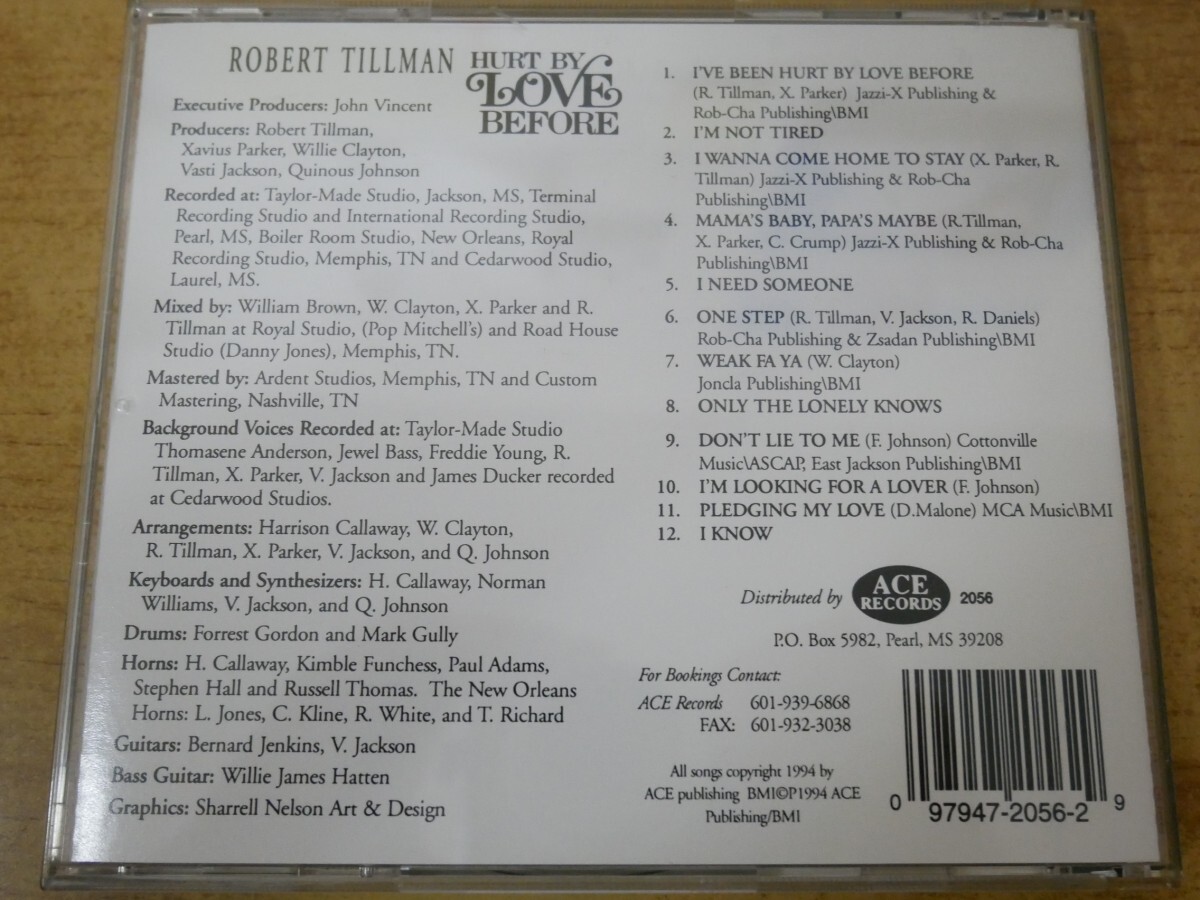 ROBERT TILLMAN
HURT BY
LOVE
BEFORE
Executive Producers: John Vincent
Producers: Robert Tillman,
Xavius Parker, Willie Clayton,
Vasti Jackson, Quinous Johnson
Recorded at: Taylor-Made Studio, Jackson, MS, Terminal
Recording Studio and International Recording Studio,
Pearl, MS, Boiler Room Studio, New Orleans, Royal
Recording Studio, Memphis, TN and Cedarwood Studio,
Laurel, MS.
Mixed by: William Brown, W. Clayton, X. Parker and R.
Tillman at Royal Studio, (Pop Mitchell's) and Road House
Studio (Danny Jones), Memphis, TN.
Mastered by: Ardent Studios, Memphis, TN and Custom
Mastering, Nashville, TN
Background Voices Recorded at: Taylor-Made Studio
Thomasene Anderson, Jewel Bass, Freddie Young, R.
Tillman, X. Parker, V. Jackson and James Ducker recorded
at Cedarwood Studios.
Arrangements: Harrison Callaway, W. Clayton,
R. Tillman, X. Parker, V. Jackson, and Q. Johnson
Keyboards and Synthesizers: H. Callaway, Norman
Williams, V. Jackson, and Q. Johnson
Drums: Forrest Gordon and Mark Gully
Horns: H. Callaway, Kimble Funchess, Paul Adams,
Stephen Hall and Russell Thomas. The New Orleans
Horns: L. Jones, C. Kline, R. White, and T. Richard
Guitars: Bernard Jenkins, V. Jackson
Bass Guitar: Willie James Hatten
Graphics: Sharrell Nelson Art & Design
1. I'VE BEEN HURT BY LOVE BEFORE
(R. Tillman, X. Parker) Jazzi-X Publishing &
Rob-Cha Publishing\BMI
2. I'M NOT TIRED
3. I WANNA COME HOME TO STAY (X. Parker, R.
Tillman) Jazzi-X Publishing & Rob-Cha
Publishing\BMI
4. MAMA'S BABY, PAPA'S MAYBE (R.Tillman,
X. Parker, C. Crump) Jazzi-X Publishing & Rob-Cha
Publishing\BMI
5. I NEED SOMEONE
6. ONE STEP (R. Tillman, V. Jackson, R. Daniels)
Rob-Cha Publishing & Zsadan Publishing\BMI
7. WEAK FA YA (W. Clayton)
Joncla Publishing\BMI
8. ONLY THE LONELY KNOWS
9. DON'T LIE TO ME (F. Johnson) Cottonville
Music\ASCAP, East Jackson Publishing\BMI
10. I'M LOOKING FOR A LOVER (F. Johnson)
11. PLEDGING MY LOVE (D.Malone) MCA Music\BMI
12. I KNOW
Distributed by ACE RECORDS 2056
P.O. Box 5982, Pearl, MS 39208
For Bookings Contact:
ACE Records 601-939-6868
FAX: 601-932-3038
All songs copyright 1994 by
ACE publishing BMI©P1994 ACE
Publishing/BMI
0 97947-2056-2 9